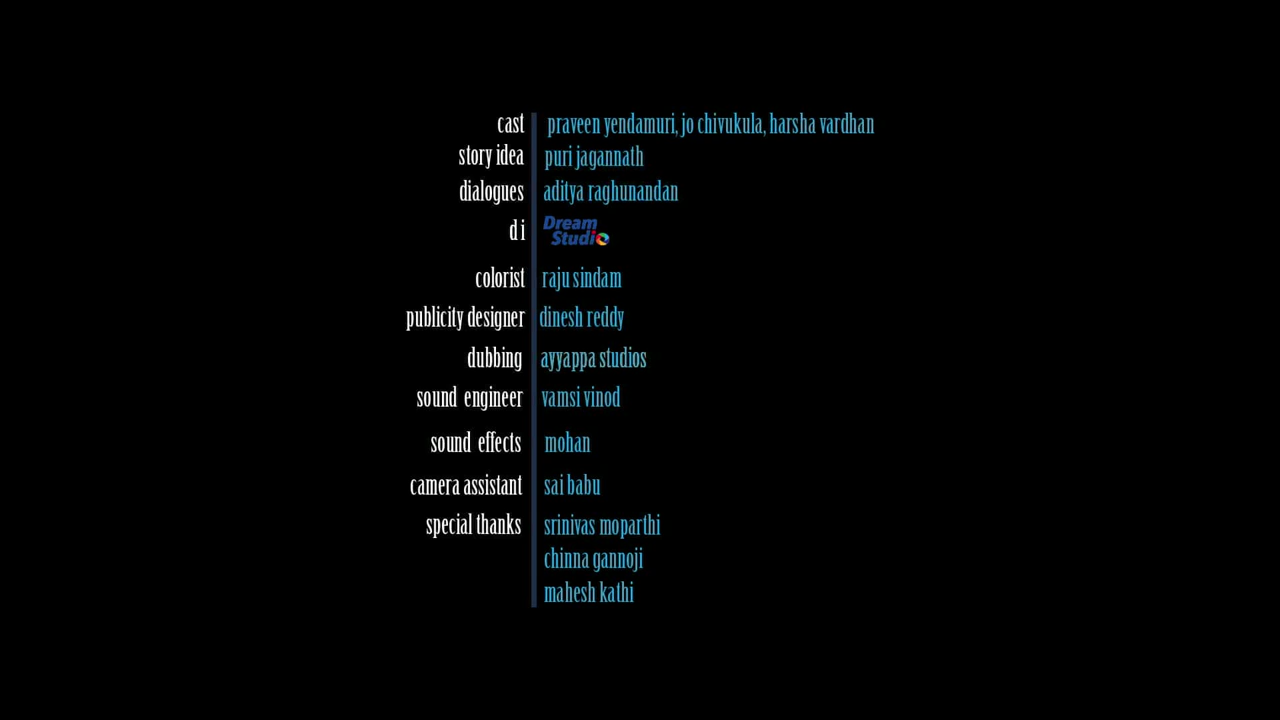 cast praveen yendamuri, jo chivukula, harsha vardhan
story idea puri jagannath
dialogues aditya raghunandan
d i Dream Studio
colorist raju sindam
publicity designer dinesh reddy
dubbing ayyappa studios
sound engineer vamsi vinod
sound effects mohan
camera assistant sai babu
special thanks srinivas moparthi
chinna gannoji
mahesh kathi